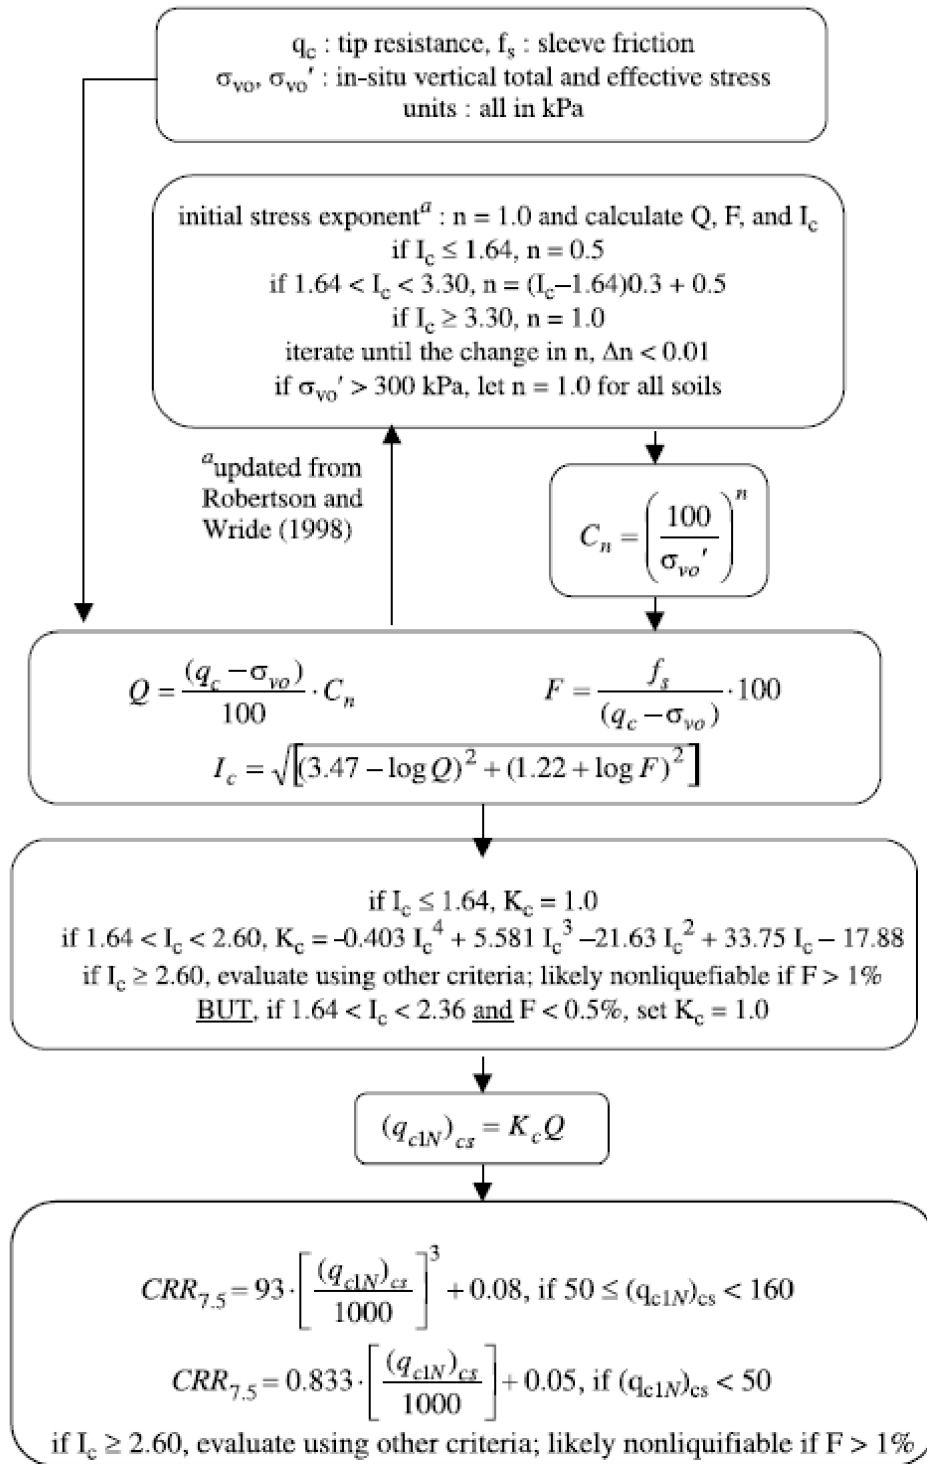 q_c : tip resistance, f_s : sleeve friction
σ_vo, σ_vo′ : in-situ vertical total and effective stress
units : all in kPa
initial stress exponent^a : n = 1.0 and calculate Q, F, and I_c
if I_c ≤ 1.64, n = 0.5
if 1.64 < I_c < 3.30, n = (I_c−1.64)0.3 + 0.5
if I_c ≥ 3.30, n = 1.0
iterate until the change in n, Δn < 0.01
if σ_vo′ > 300 kPa, let n = 1.0 for all soils
^a updated from
Robertson and
Wride (1998)
C_n = (100 / σ_vo′)^n
Q = (q_c − σ_vo) / 100 · C_n
F = f_s / (q_c − σ_vo) · 100
I_c = √[(3.47 − log Q)^2 + (1.22 + log F)^2]
if I_c ≤ 1.64, K_c = 1.0
if 1.64 < I_c < 2.60, K_c = -0.403 I_c^4 + 5.581 I_c^3 −21.63 I_c^2 + 33.75 I_c − 17.88
if I_c ≥ 2.60, evaluate using other criteria; likely nonliquefiable if F > 1%
BUT, if 1.64 < I_c < 2.36 and F < 0.5%, set K_c = 1.0
(q_c1N)_cs = K_c Q
CRR_7.5 = 93 · [(q_c1N)_cs / 1000]^3 + 0.08, if 50 ≤ (q_c1N)_cs < 160
CRR_7.5 = 0.833 · [(q_c1N)_cs / 1000] + 0.05, if (q_c1N)_cs < 50
if I_c ≥ 2.60, evaluate using other criteria; likely nonliquifiable if F > 1%